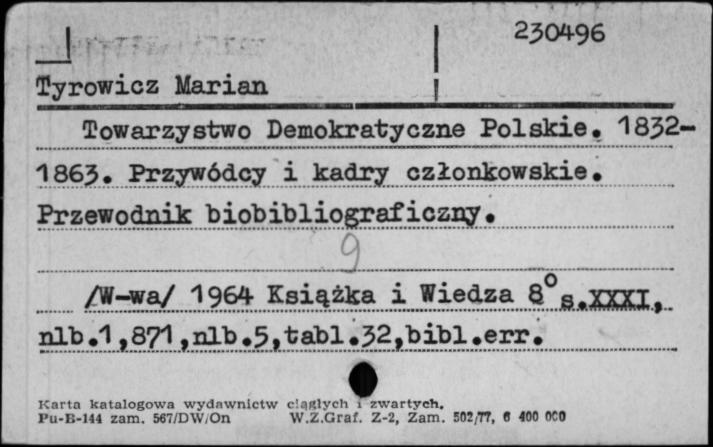 230496
Tyrowicz Marian
Towarzystwo Demokratyczne Polskie. 1832-
1863. Przywódcy i kadry członkowskie.
Przewodnik biobibliograficzny.
9
/W-wa/ 1964 Książka i Wiedza 8° s.XXXI,
nlb.1,871,nlb.5,tabl.32,bibl.err.
Karta katalogowa wydawnictw ciągłych i zwartych.
Pu-B-144 zam. 567/DW/On W.Z.Graf. Z-2, Zam. 502/77, 6 400 000